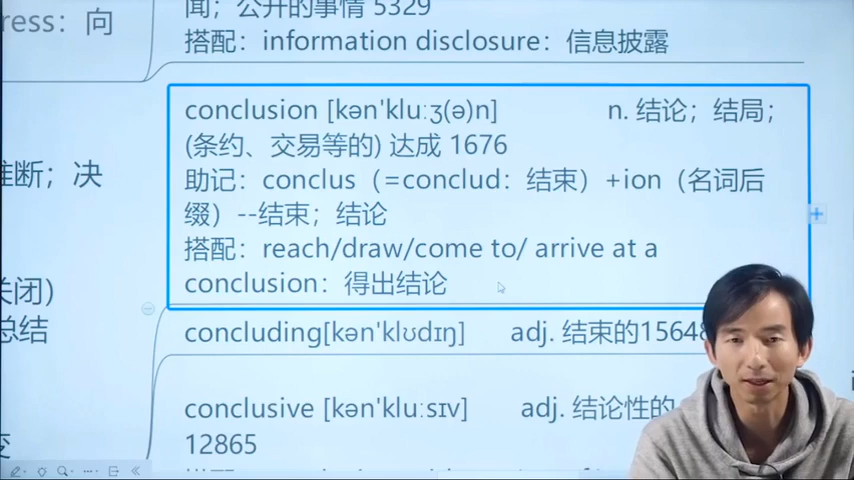 ress：向
闻；公开的事情 5329
搭配：information disclosure：信息披露
conclusion [kən'kluːʒ(ə)n] n. 结论；结局；
(条约、交易等的) 达成 1676
助记：conclus（=conclud：结束）+ion（名词后
缀）--结束；结论
搭配：reach/draw/come to/ arrive at a
conclusion：得出结论
推断；决
关闭)
总结
concluding[kən'klʊdɪŋ] adj. 结束的15648
conclusive [kən'kluːsɪv] adj. 结论性的
12865